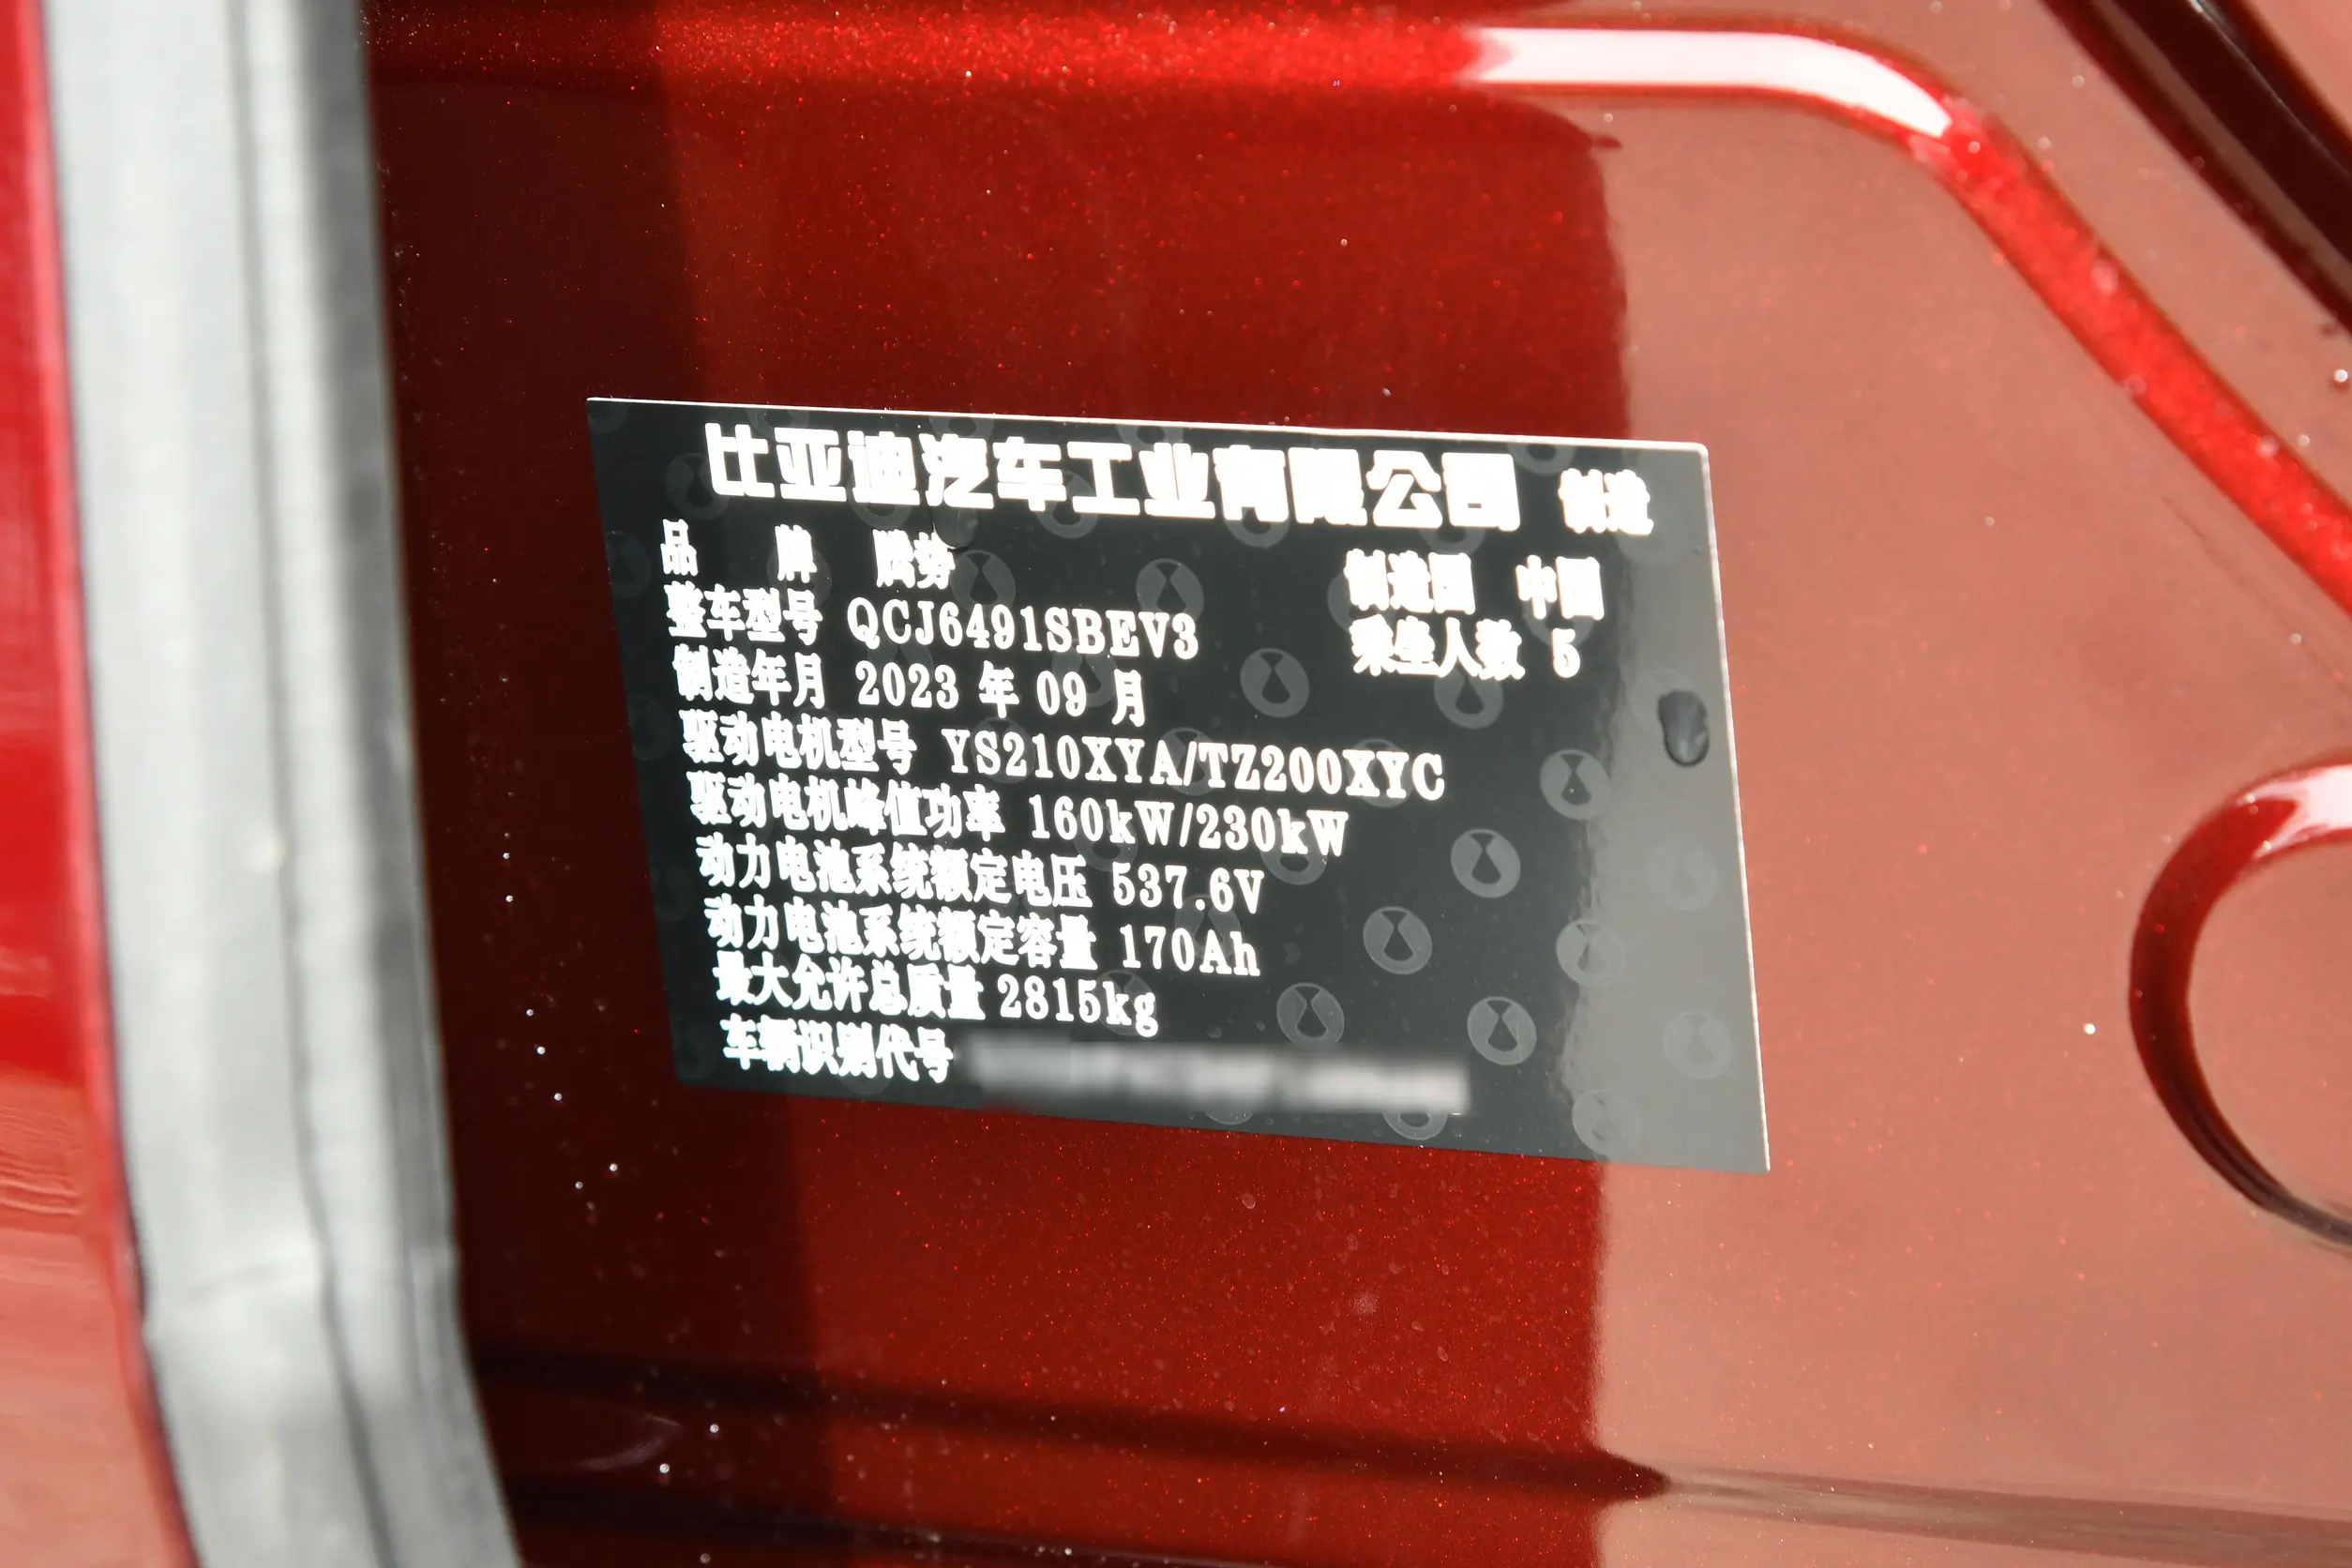 比亚迪汽车工业有限公司 制造
品 牌 腾势 制造国 中国
整车型号 QCJ6491SBEV3 乘坐人数 5
制造年月 2023 年 09 月
驱动电机型号 YS210XYA/TZ200XYC
驱动电机峰值功率 160kW/230kW
动力电池系统额定电压 537.6V
动力电池系统额定容量 170Ah
最大允许总质量 2815kg
车辆识别代号